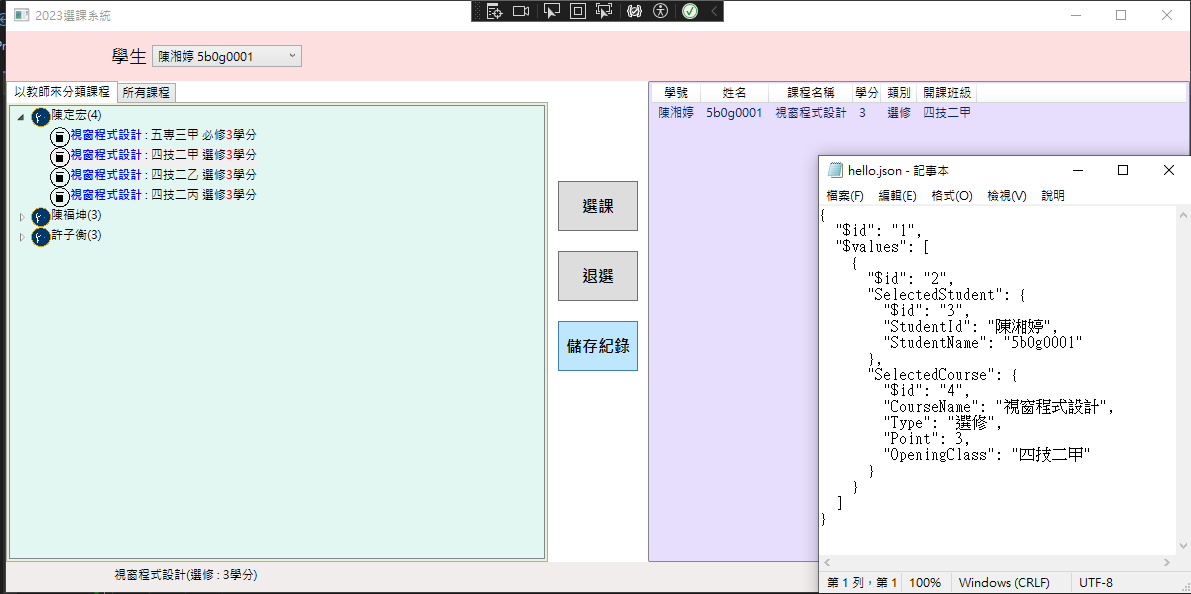 2023選課系統
學生 陳湘婷 5b0g0001
以教師來分類課程 所有課程
陳定宏(4)
視窗程式設計 : 五専三甲 必修3學分
視窗程式設計 : 四技二甲 選修3學分
視窗程式設計 : 四技二乙 選修3學分
視窗程式設計 : 四技二丙 選修3學分
陳福坤(3)
許子衡(3)
選課
退選
儲存紀錄
學號 姓名 課程名稱 學分 類別 開課班級
陳湘婷 5b0g0001 視窗程式設計 3 選修 四技二甲
視窗程式設計(選修 : 3學分)
hello.json - 記事本
檔案(F) 編輯(E) 格式(O) 檢視(V) 說明
{
"$id": "1",
"$values": [
{
"$id": "2",
"SelectedStudent": {
"$id": "3",
"StudentId": "陳湘婷",
"StudentName": "5b0g0001"
},
"SelectedCourse": {
"$id": "4",
"CourseName": "視窗程式設計",
"Type": "選修",
"Point": 3,
"OpeningClass": "四技二甲"
}
}
]
}
第 1 列，第 1 100% Windows (CRLF) UTF-8